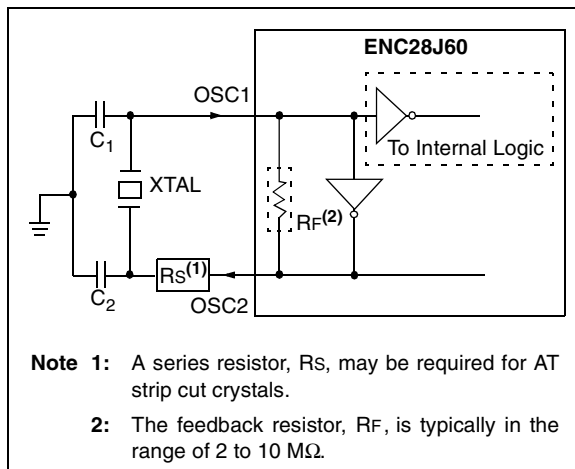 ENC28J60
OSC1
C1
To Internal Logic
XTAL
RF(2)
C2
RS(1)
OSC2
Note 1: A series resistor, RS, may be required for AT
strip cut crystals.
2: The feedback resistor, RF, is typically in the
range of 2 to 10 MΩ.